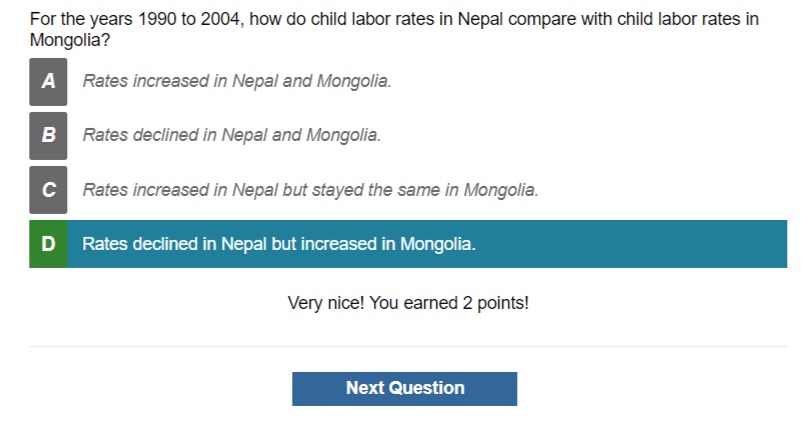 For the years 1990 to 2004, how do child labor rates in Nepal compare with child labor rates in
Mongolia?
A Rates increased in Nepal and Mongolia.
B Rates declined in Nepal and Mongolia.
C Rates increased in Nepal but stayed the same in Mongolia.
D Rates declined in Nepal but increased in Mongolia.
Very nice! You earned 2 points!
Next Question